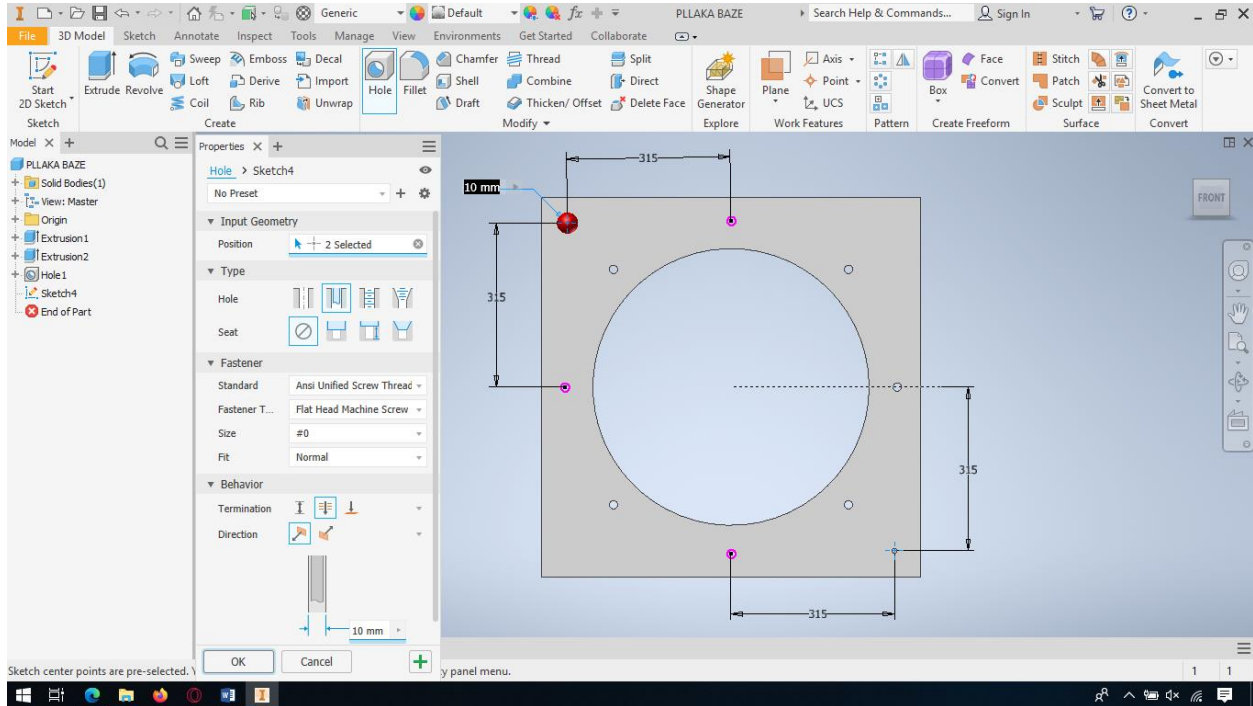 Generic
Default
PLLAKA BAZE
Search Help & Commands...
Sign In
File 3D Model Sketch Annotate Inspect Tools Manage View Environments Get Started Collaborate
Start 2D Sketch
Extrude
Revolve
Sweep
Loft
Coil
Emboss
Derive
Rib
Decal
Import
Unwrap
Hole
Fillet
Chamfer
Shell
Draft
Thread
Combine
Thicken/ Offset
Split
Direct
Delete Face
Shape Generator
Plane
Axis
Point
UCS
Box
Face
Convert
Stitch
Patch
Sculpt
Convert to Sheet Metal
Sketch
Create
Modify
Explore
Work Features
Pattern
Create Freeform
Surface
Convert
Model
PLLAKA BAZE
Solid Bodies(1)
View: Master
Origin
Extrusion1
Extrusion2
Hole1
Sketch4
End of Part
Properties
Hole > Sketch4
No Preset
Input Geometry
Position 2 Selected
Type
Hole
Seat
Fastener
Standard Ansi Unified Screw Thread
Fastener T... Flat Head Machine Screw
Size #0
Fit Normal
Behavior
Termination
Direction
10 mm
OK Cancel
315
10 mm
315
315
315
FRONT
Sketch center points are pre-selected.
y panel menu.
1 1